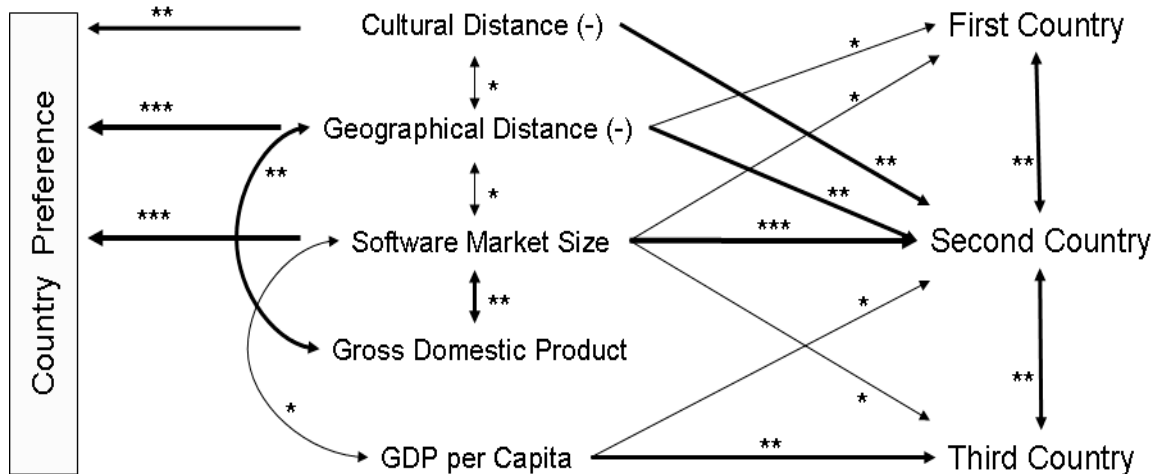 Country Preference
**
Cultural Distance (-)
First Country
*
*
*
***
Geographical Distance (-)
**
**
**
**
*
***
Software Market Size
***
Second Country
**
*
Gross Domestic Product
**
*
*
**
GDP per Capita
Third Country